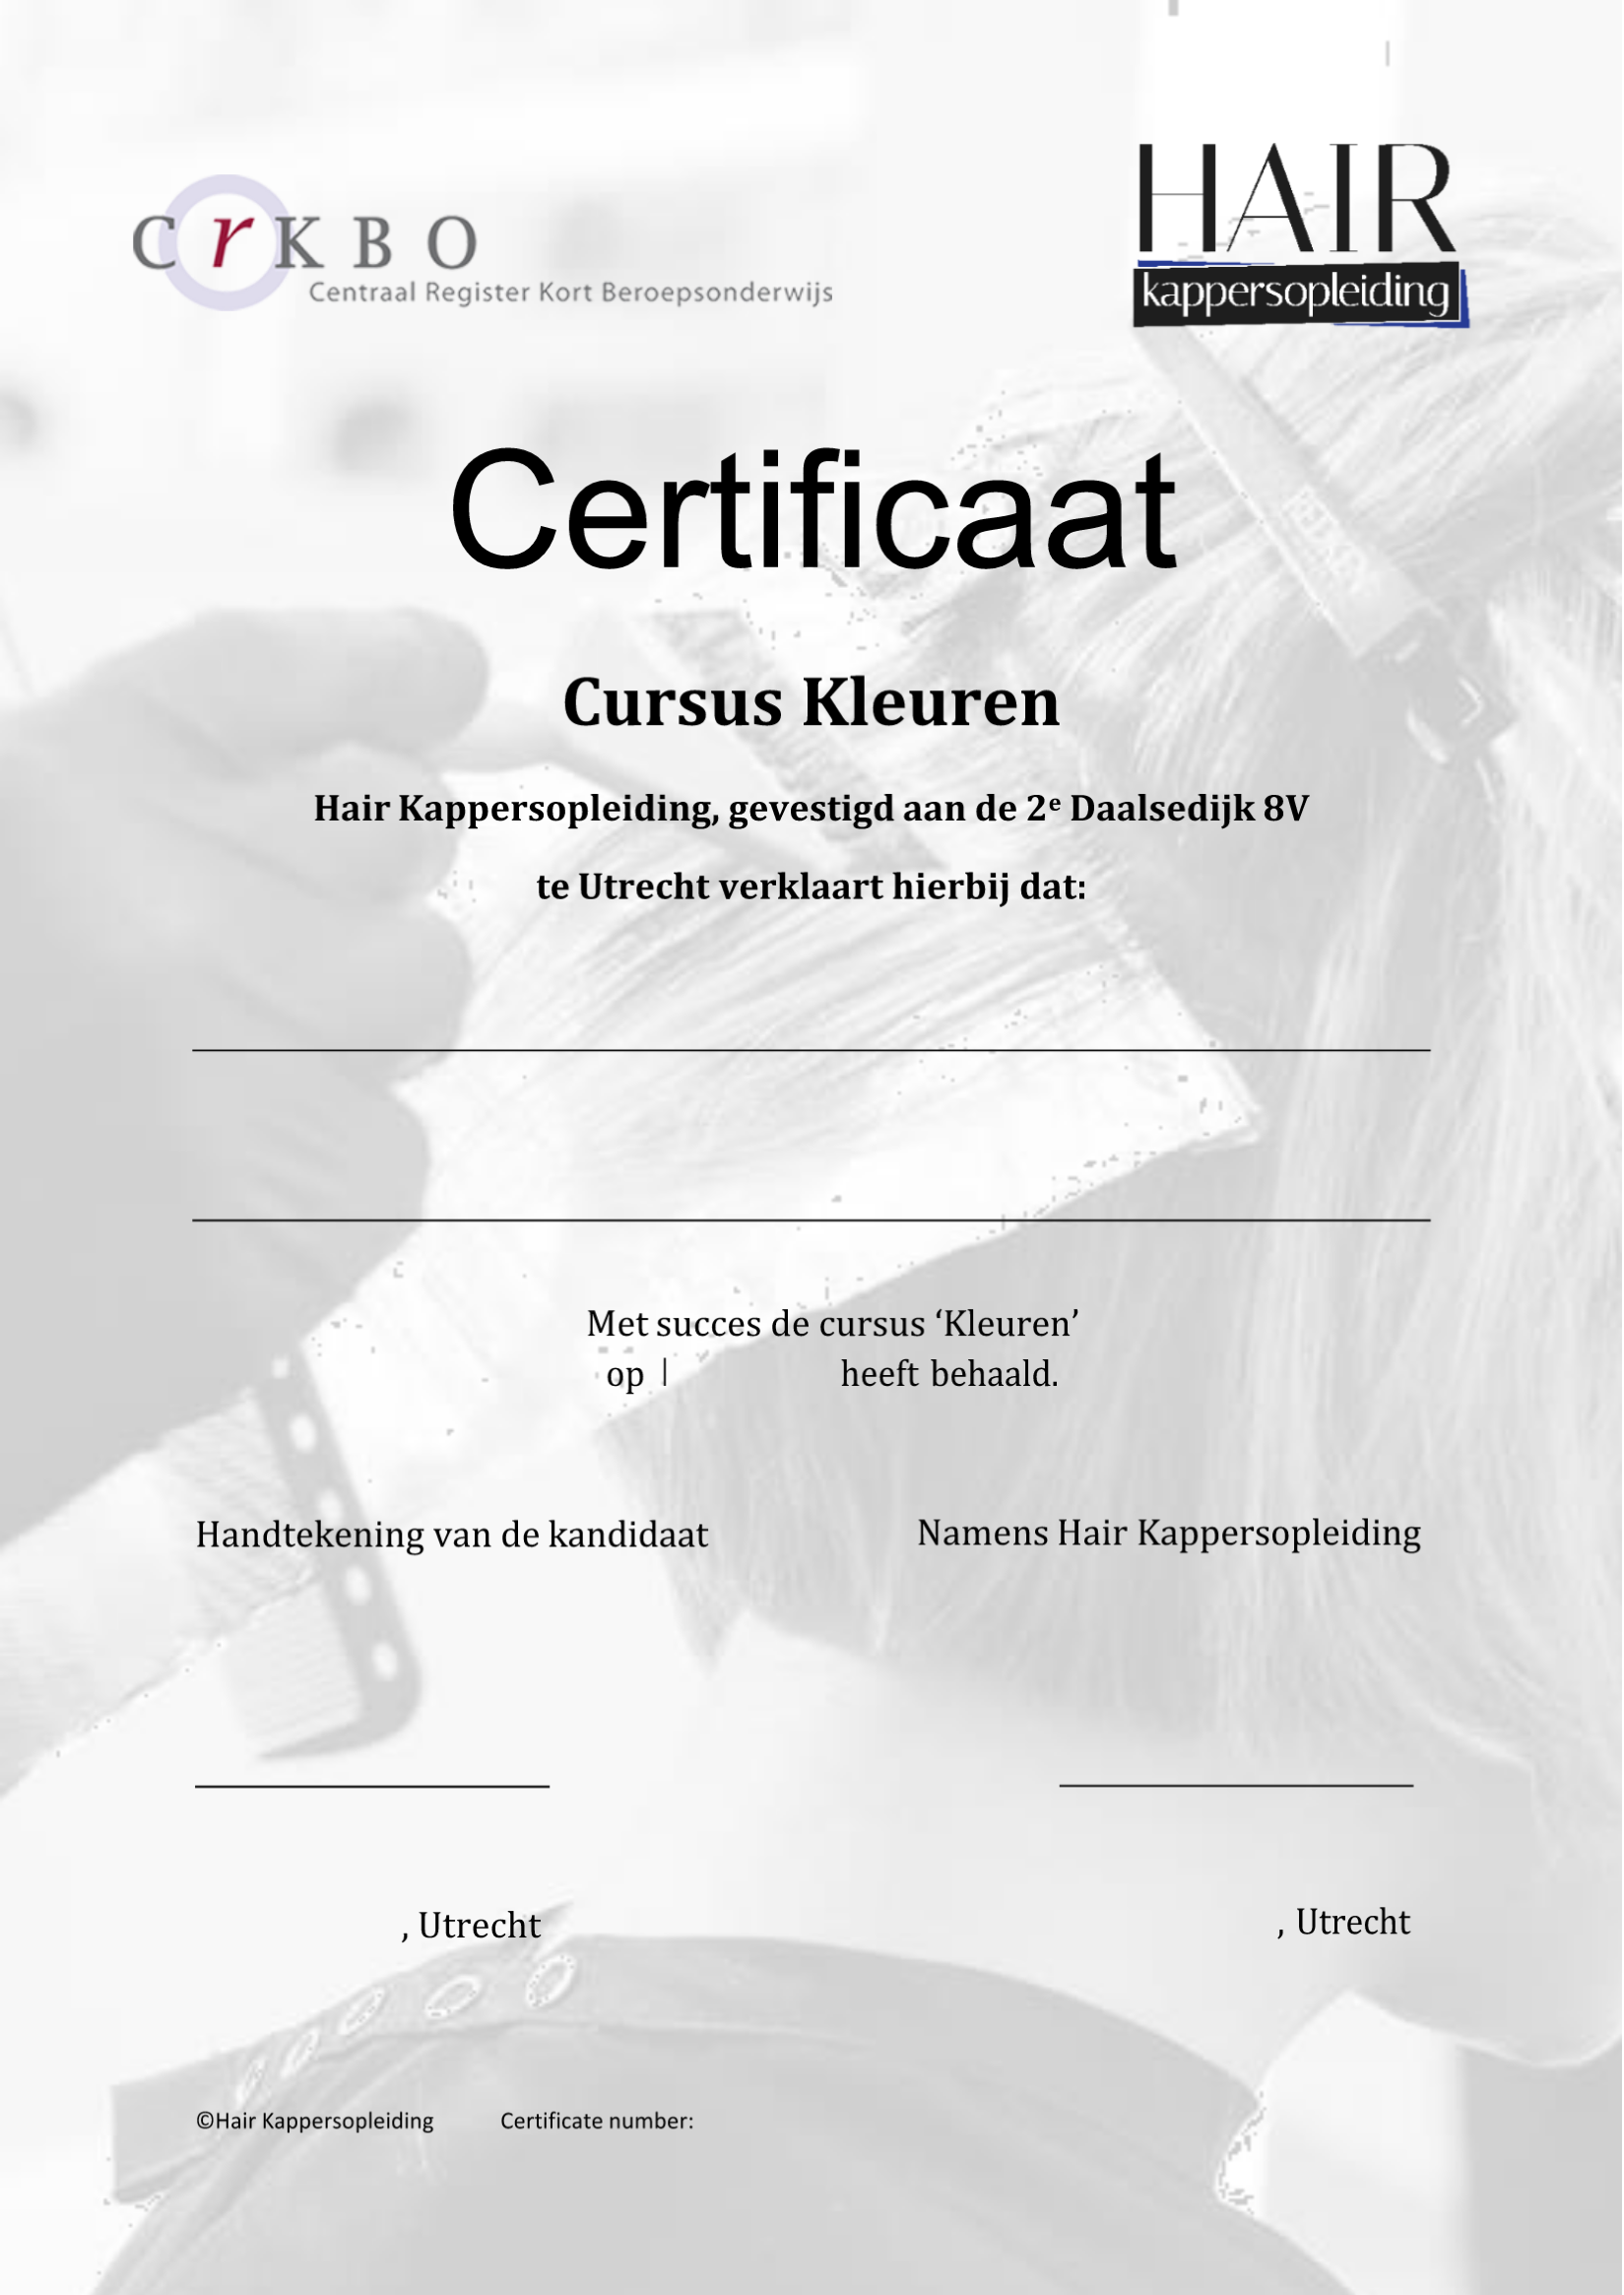 CrKBO
Centraal Register Kort Beroepsonderwijs
HAIR
kappersopleiding
Certificaat
Cursus Kleuren
Hair Kappersopleiding, gevestigd aan de 2e Daalsedijk 8V
te Utrecht verklaart hierbij dat:
Met succes de cursus ‘Kleuren’
op | heeft behaald.
Handtekening van de kandidaat
Namens Hair Kappersopleiding
, Utrecht
, Utrecht
©Hair Kappersopleiding Certificate number: